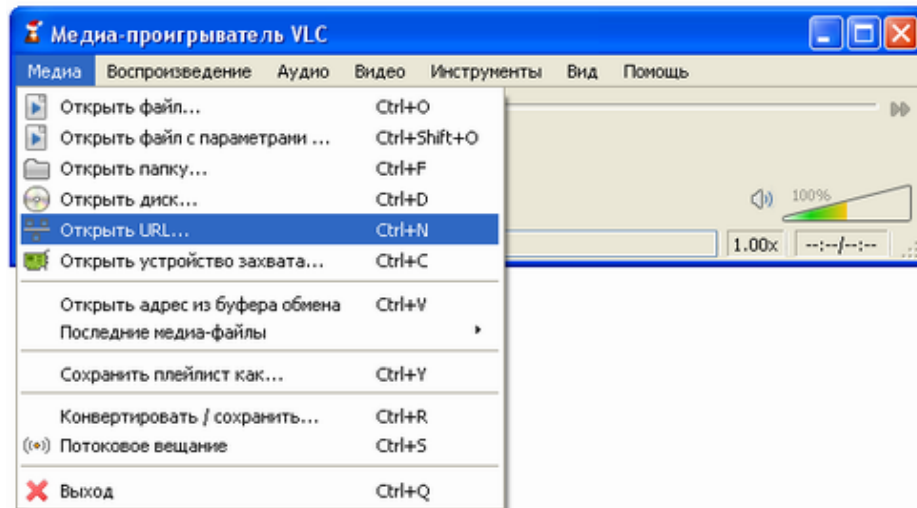 Медиа-проигрыватель VLC
Медиа Воспроизведение Аудио Видео Инструменты Вид Помощь
Открыть файл... Ctrl+O
Открыть файл с параметрами ... Ctrl+Shift+O
Открыть папку... Ctrl+F
Открыть диск... Ctrl+D
100%
Открыть URL... Ctrl+N
1.00x --:--/--:--
Открыть устройство захвата... Ctrl+C
Открыть адрес из буфера обмена Ctrl+V
Последние медиа-файлы
Сохранить плейлист как... Ctrl+Y
Конвертировать / сохранить... Ctrl+R
Потоковое вещание Ctrl+S
Выход Ctrl+Q